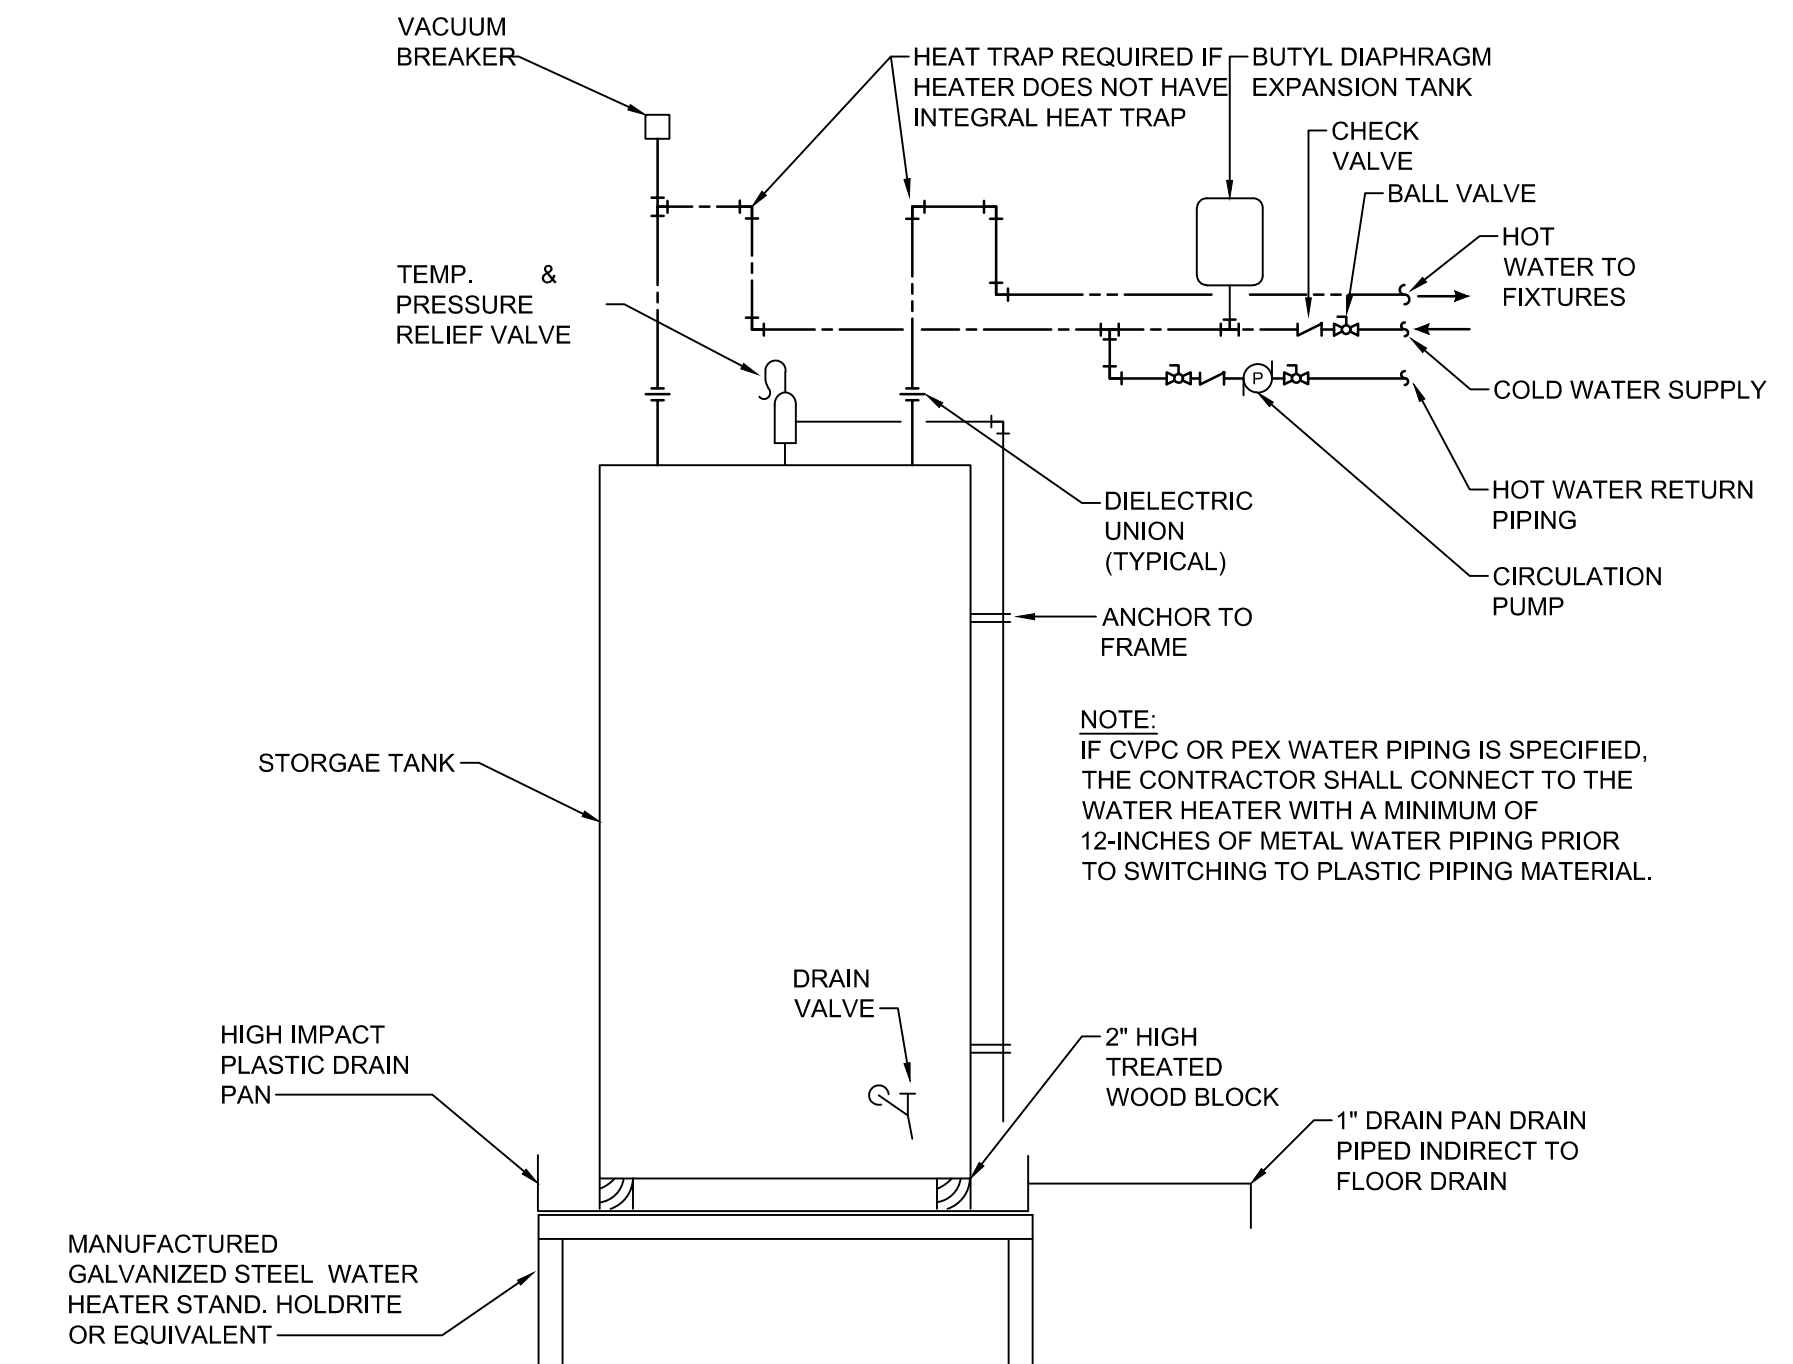 VACUUM
BREAKER
HEAT TRAP REQUIRED IF
HEATER DOES NOT HAVE
INTEGRAL HEAT TRAP
BUTYL DIAPHRAGM
EXPANSION TANK
CHECK
VALVE
BALL VALVE
HOT
WATER TO
FIXTURES
TEMP. &
PRESSURE
RELIEF VALVE
P
COLD WATER SUPPLY
HOT WATER RETURN
PIPING
DIELECTRIC
UNION
(TYPICAL)
CIRCULATION
PUMP
ANCHOR TO
FRAME
NOTE:
IF CVPC OR PEX WATER PIPING IS SPECIFIED,
THE CONTRACTOR SHALL CONNECT TO THE
WATER HEATER WITH A MINIMUM OF
12-INCHES OF METAL WATER PIPING PRIOR
TO SWITCHING TO PLASTIC PIPING MATERIAL.
STORGAE TANK
DRAIN
VALVE
HIGH IMPACT
PLASTIC DRAIN
PAN
2" HIGH
TREATED
WOOD BLOCK
1" DRAIN PAN DRAIN
PIPED INDIRECT TO
FLOOR DRAIN
MANUFACTURED
GALVANIZED STEEL WATER
HEATER STAND. HOLDRITE
OR EQUIVALENT